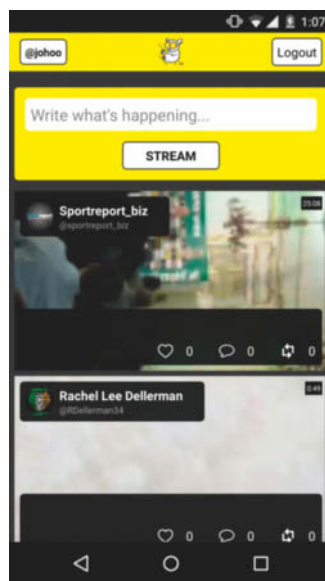 1:07
@johoo
Logout
Write what's happening...
STREAM
25:08
Sportreport_biz
@sportreport_biz
0 0 0
0:49
Rachel Lee Dellerman
@RDellerman34
0 0 0